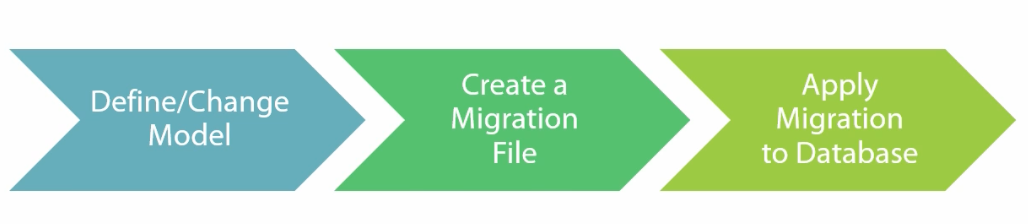 Define/Change
Model
Create a
Migration
File
Apply
Migration
to Database